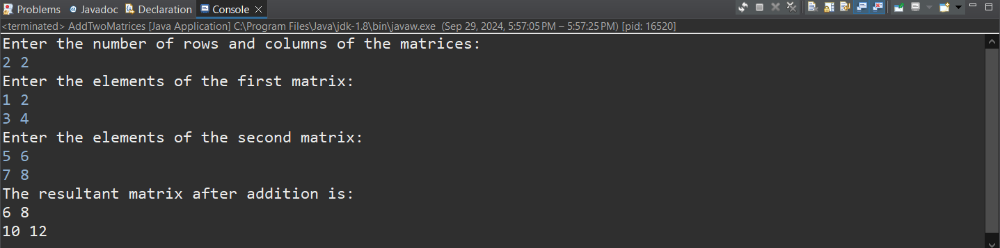 Problems @ Javadoc Declaration Console
<terminated> AddTwoMatrices [Java Application] C:\Program Files\Java\jdk-1.8\bin\javaw.exe (Sep 29, 2024, 5:57:05 PM – 5:57:25 PM) [pid: 16520]
Enter the number of rows and columns of the matrices:
2 2
Enter the elements of the first matrix:
1 2
3 4
Enter the elements of the second matrix:
5 6
7 8
The resultant matrix after addition is:
6 8
10 12